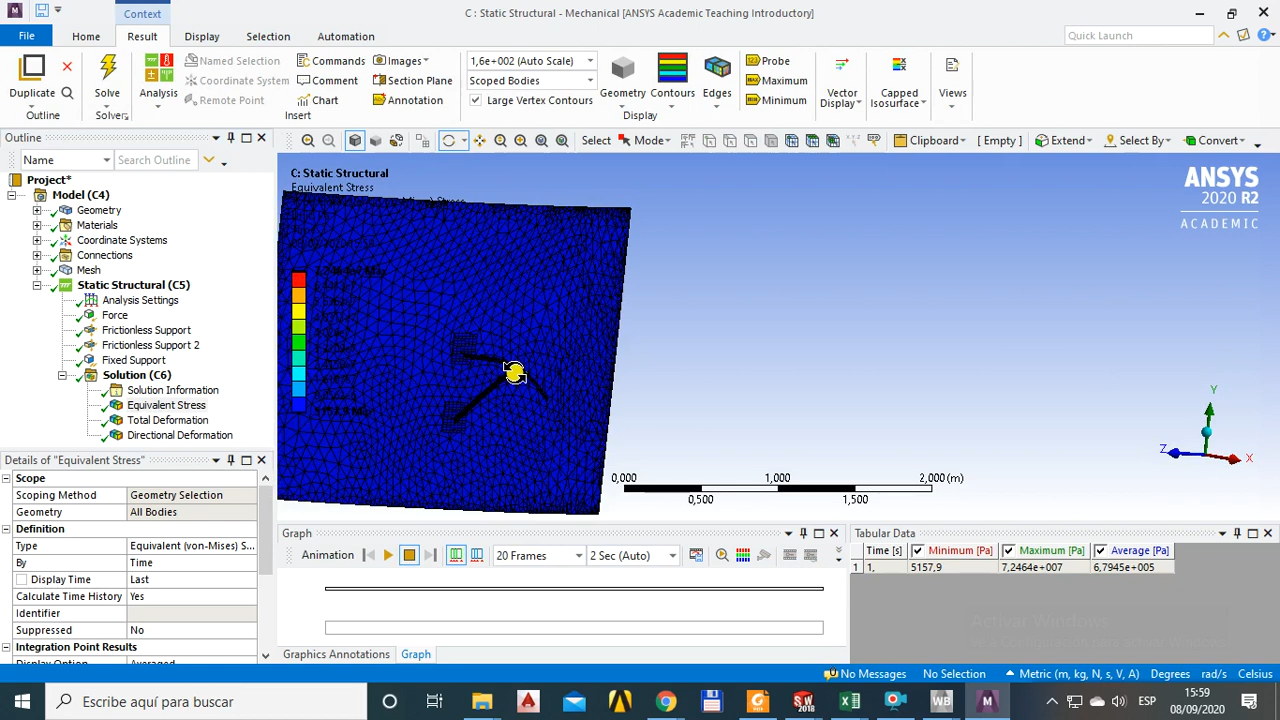 Context
C : Static Structural - Mechanical [ANSYS Academic Teaching Introductory]
File
Home
Result
Display
Selection
Automation
Quick Launch
Duplicate
Outline
Solve
Solver
Analysis
Named Selection
Coordinate System
Remote Point
Commands
Comment
Chart
Images
Section Plane
Annotation
Insert
1,6e+002 (Auto Scale)
Scoped Bodies
Large Vertex Contours
Geometry
Contours
Edges
Probe
Maximum
Minimum
Display
Vector
Display
Capped
Isosurface
Views
Outline
Name
Search Outline
Select
Mode
Clipboard
[ Empty ]
Extend
Select By
Convert
Project*
Model (C4)
Geometry
Materials
Coordinate Systems
Connections
Mesh
Static Structural (C5)
Analysis Settings
Force
Frictionless Support
Frictionless Support 2
Fixed Support
Solution (C6)
Solution Information
Equivalent Stress
Total Deformation
Directional Deformation
C: Static Structural
Equivalent Stress
ANSYS
2020 R2
ACADEMIC
0,000
1,000
2,000 (m)
0,500
1,500
Y
Z
X
Details of "Equivalent Stress"
Scope
Scoping Method
Geometry Selection
Geometry
All Bodies
Definition
Type
Equivalent (von-Mises) S...
By
Time
Display Time
Last
Calculate Time History
Yes
Identifier
Suppressed
No
Integration Point Results
Display Option
Averaged
Graph
Animation
20 Frames
2 Sec (Auto)
Graphics Annotations
Graph
Tabular Data
Time [s]
Minimum [Pa]
Maximum [Pa]
Average [Pa]
1
1,
5157,9
7,2464e+007
6,7945e+005
Activar Windows
No Messages
No Selection
Metric (m, kg, N, s, V, A)
Degrees
rad/s
Celsius
Escribe aquí para buscar
ESP
15:59
08/09/2020